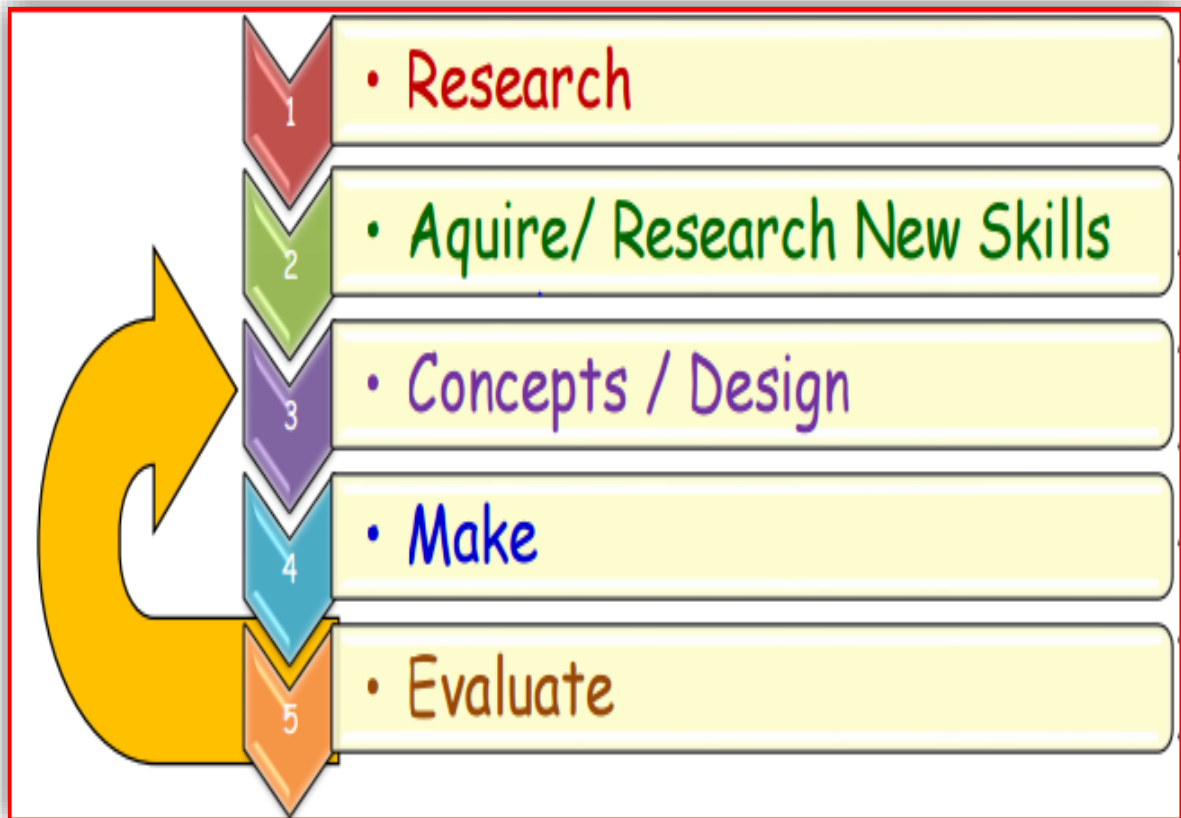 1
• Research
2
• Aquire/ Research New Skills
3
• Concepts / Design
4
• Make
5
• Evaluate